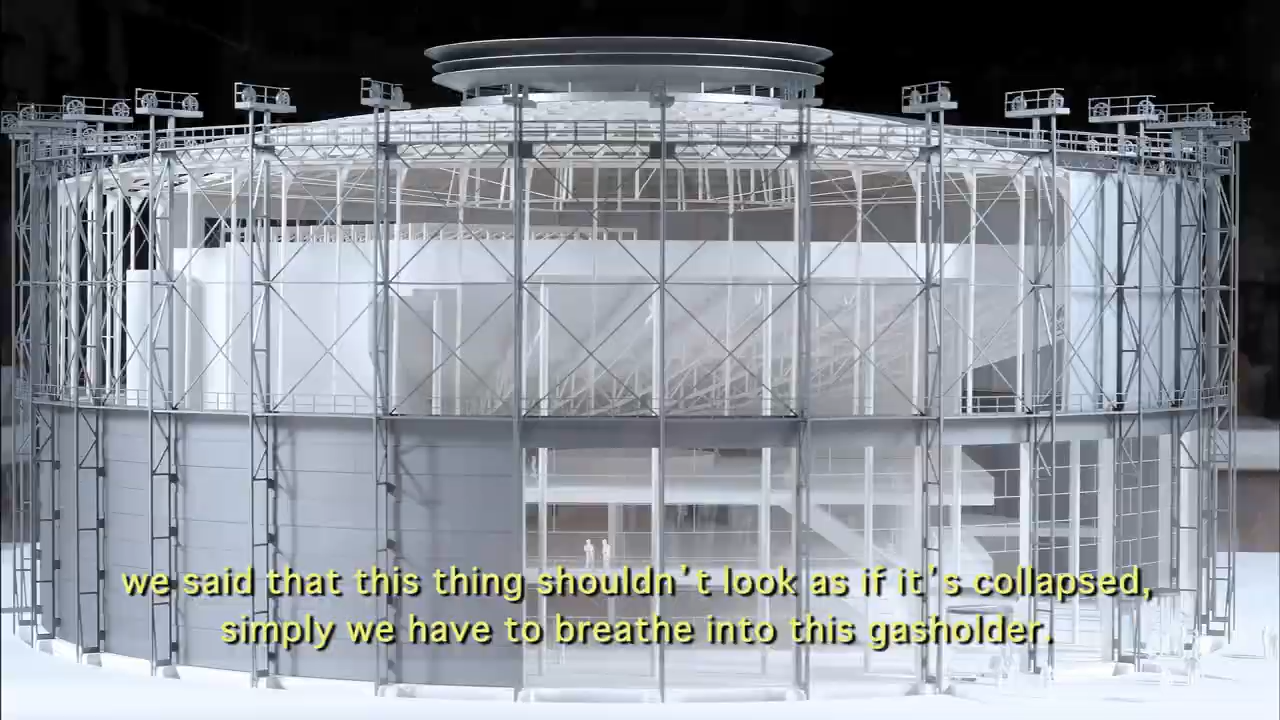 we said that this thing shouldn't look as if it's collapsed,
simply we have to breathe into this gasholder.